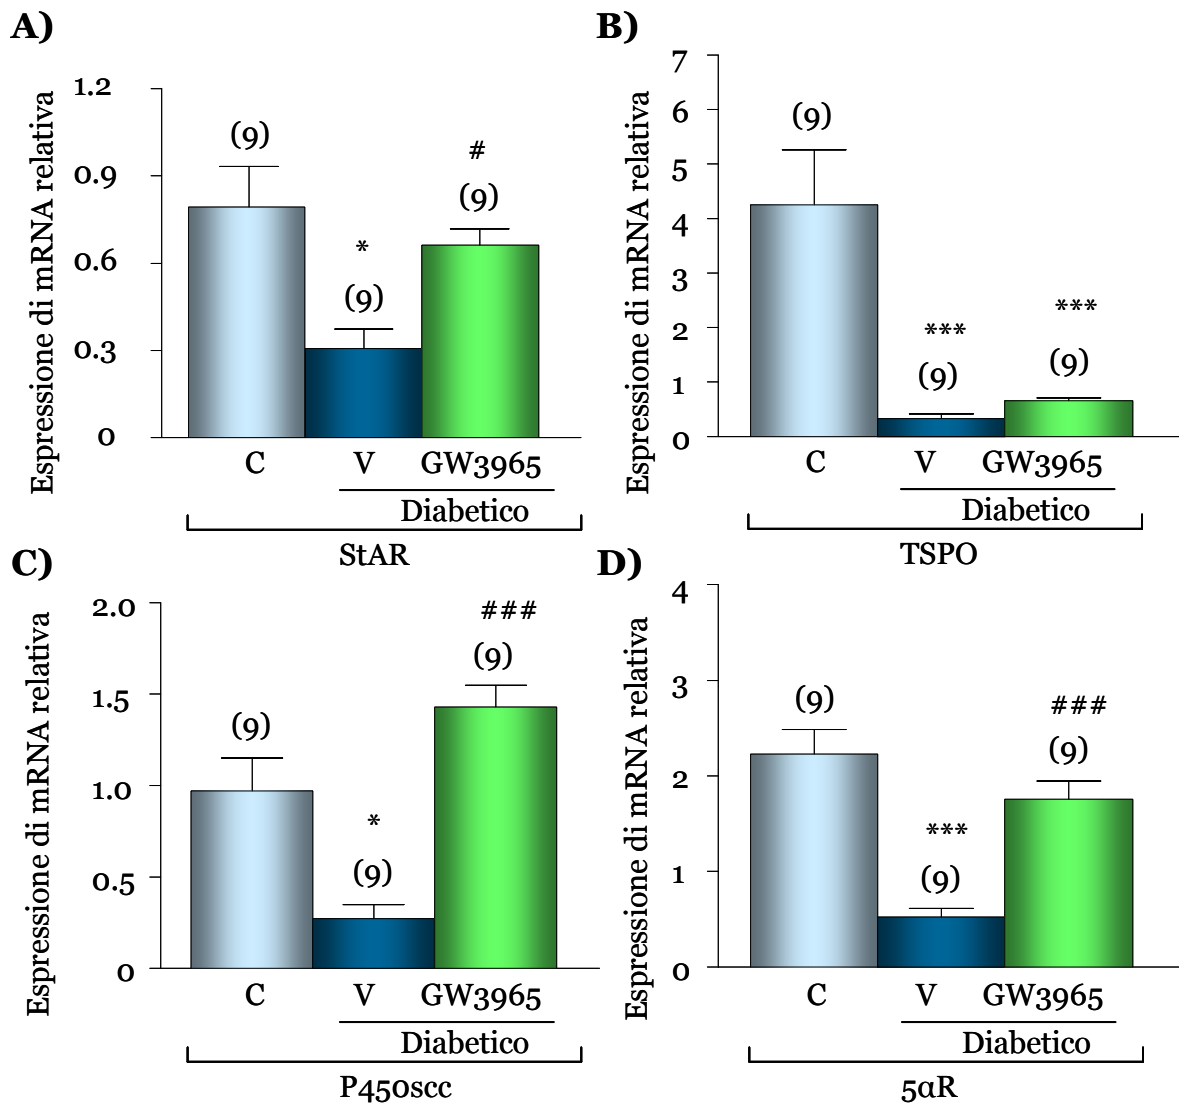 A)
Espressione di mRNA relativa
1.2
0.9
0.6
0.3
0
(9)
*
(9)
#
(9)
C V GW3965
Diabetico
StAR
B)
Espressione di mRNA relativa
7
6
5
4
3
2
1
0
(9)
***
(9)
***
(9)
C V GW3965
Diabetico
TSPO
C)
Espressione di mRNA relativa
2.0
1.5
1.0
0.5
0
(9)
*
(9)
###
(9)
C V GW3965
Diabetico
P450scc
D)
Espressione di mRNA relativa
4
3
2
1
0
(9)
***
(9)
###
(9)
C V GW3965
Diabetico
5αR